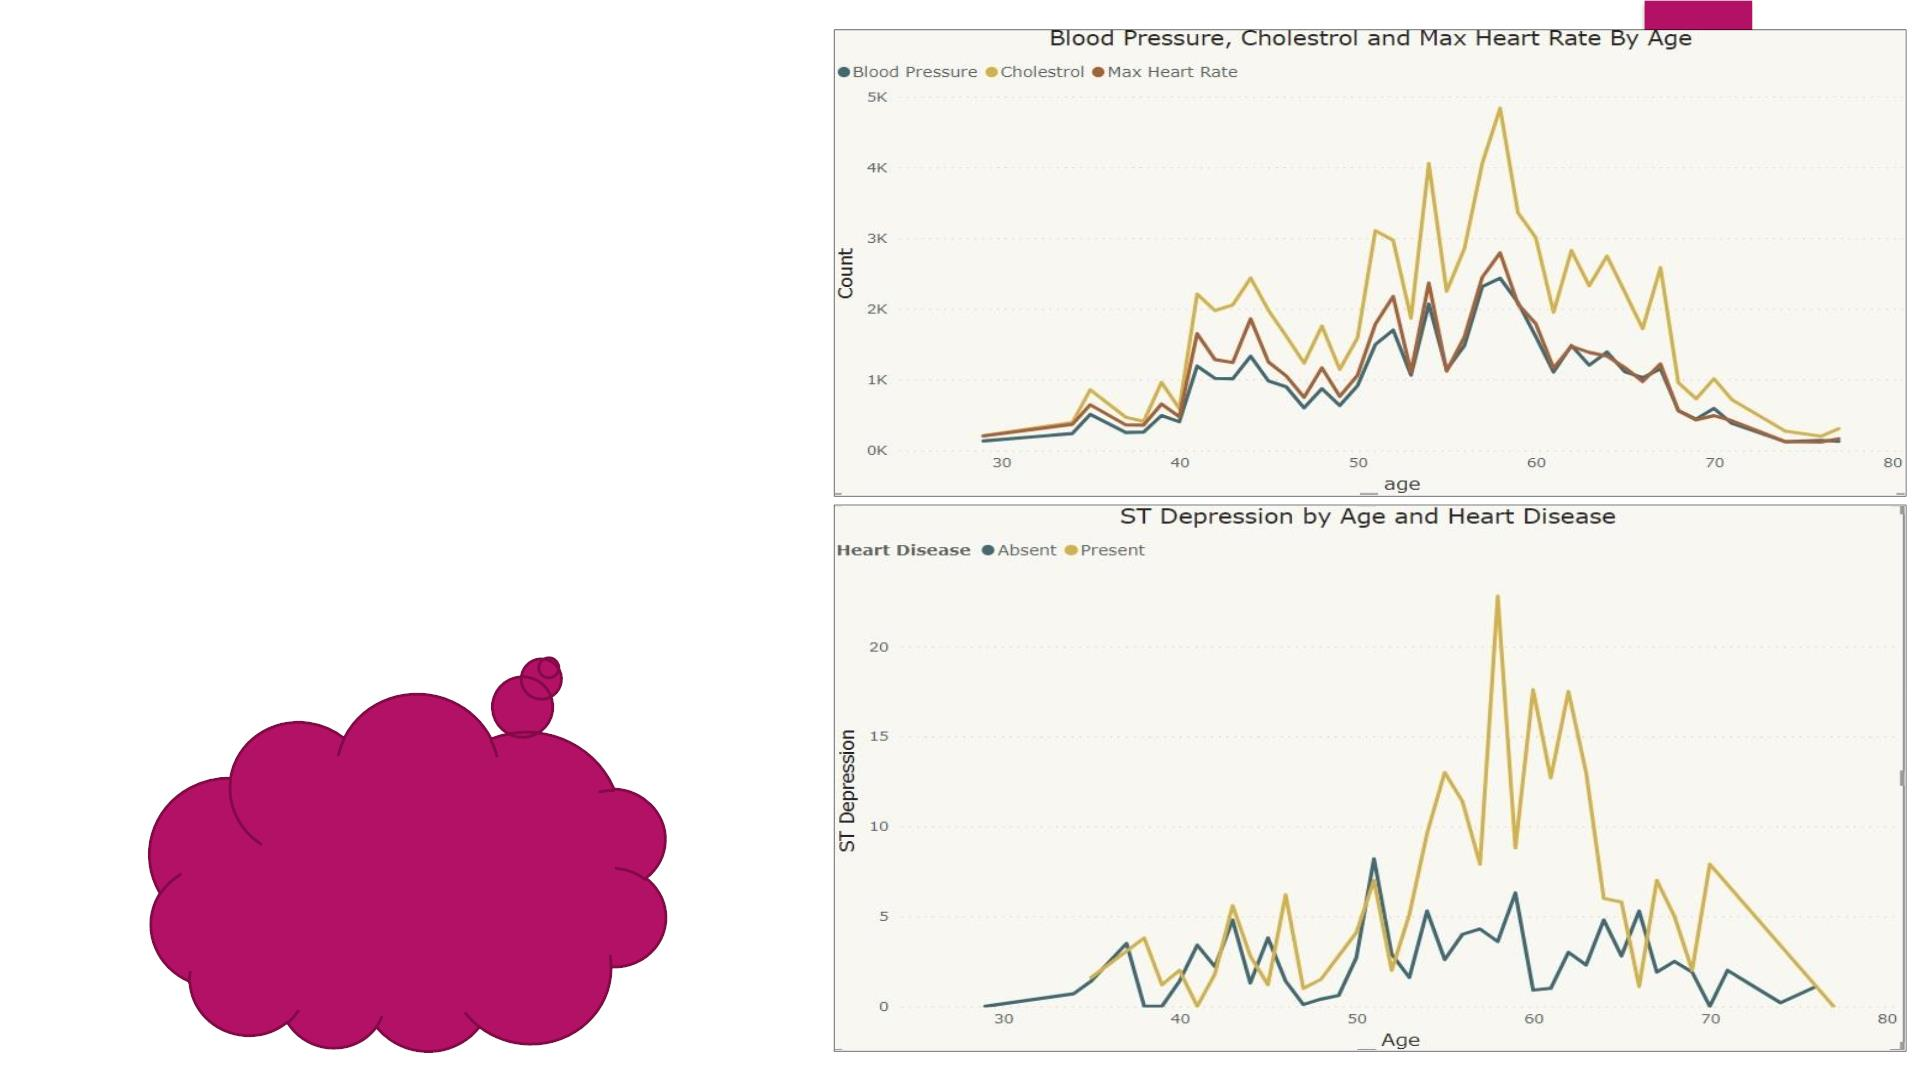 Blood Pressure, Cholestrol and Max Heart Rate By Age
Blood Pressure Cholestrol Max Heart Rate
5K
4K
3K
2K
1K
0K
Count
30 40 50 60 70 80
age
ST Depression by Age and Heart Disease
Heart Disease Absent Present
20
15
10
5
0
ST Depression
30 40 50 60 70 80
Age